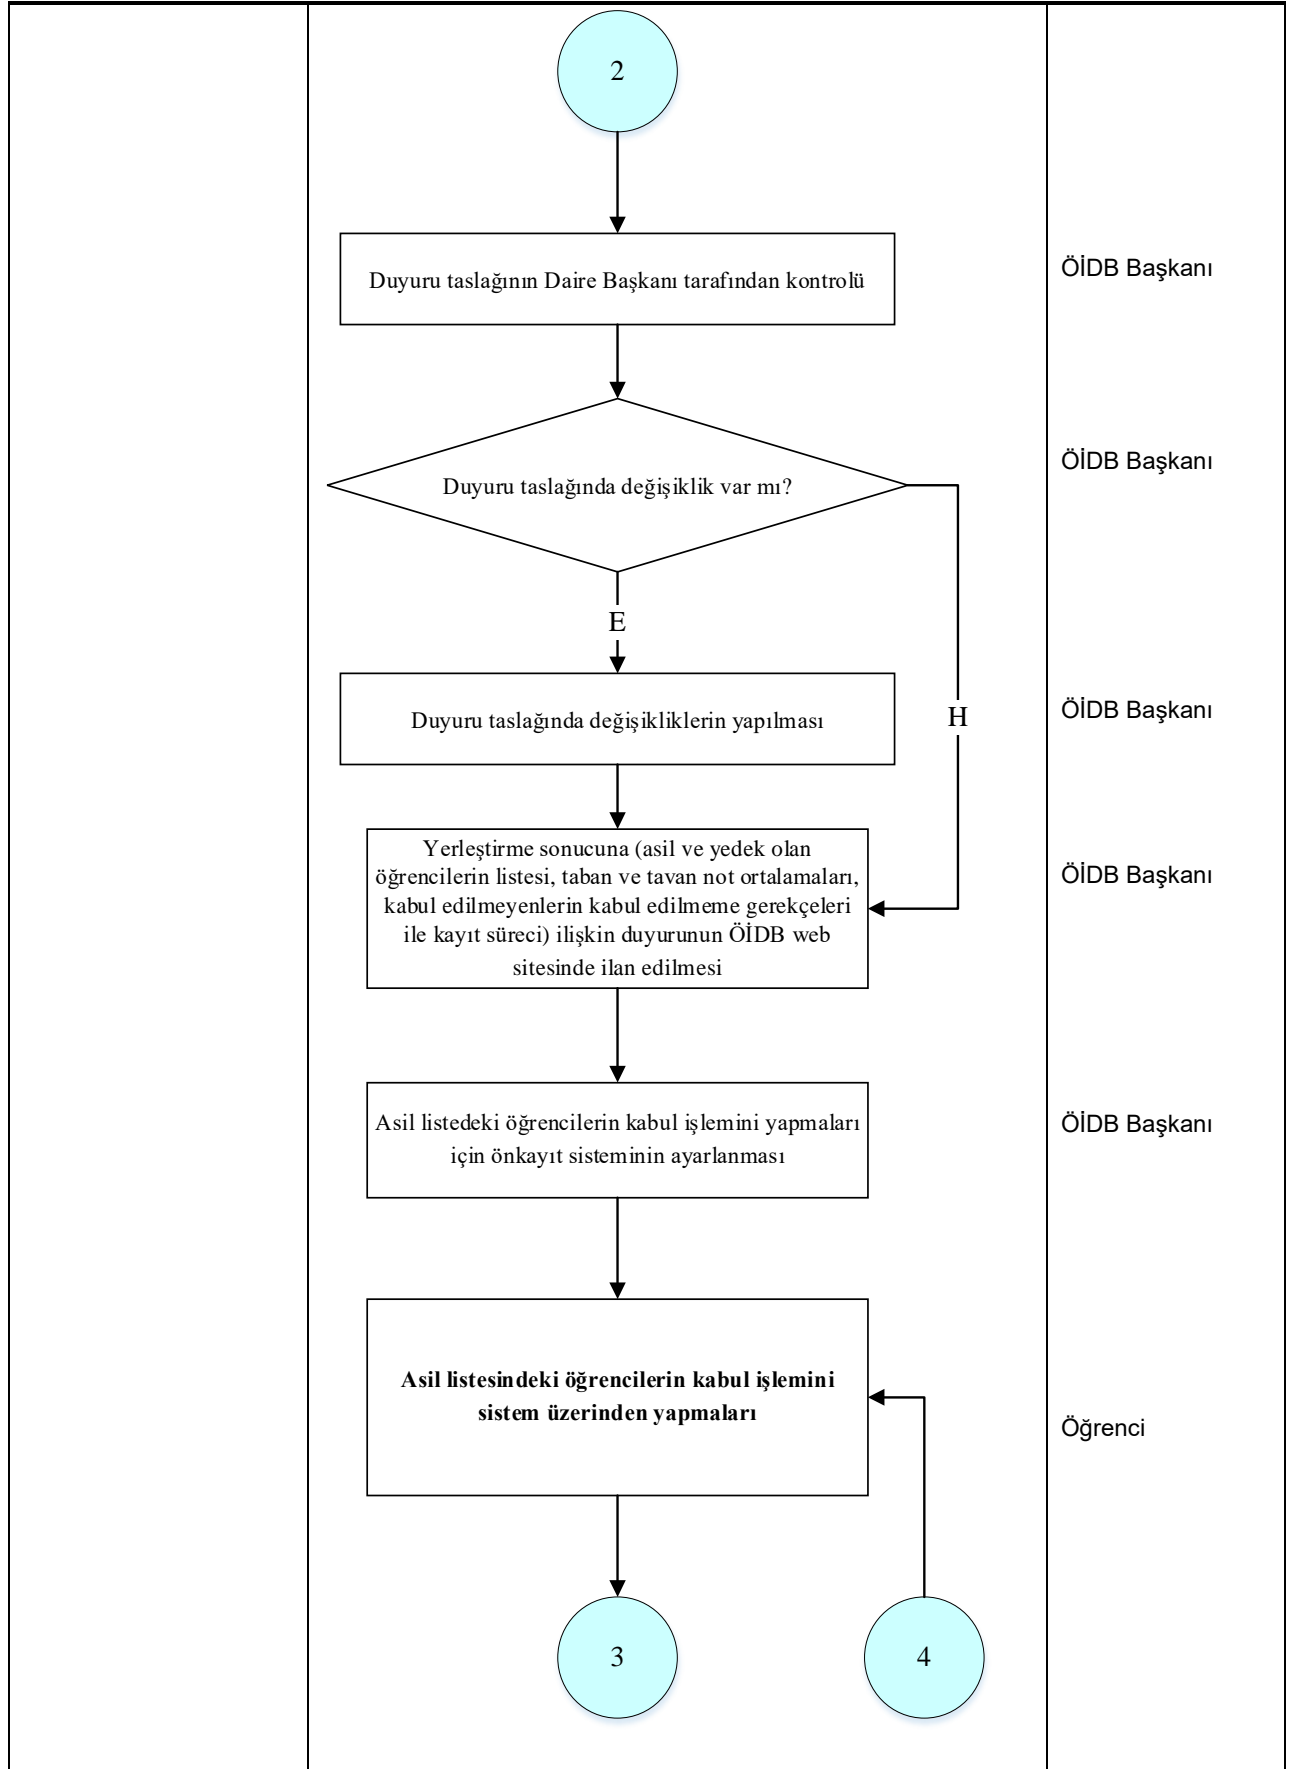 2
Duyuru taslağının Daire Başkanı tarafından kontrolü
ÖİDB Başkanı
Duyuru taslağında değişiklik var mı?
ÖİDB Başkanı
E
Duyuru taslağında değişikliklerin yapılması
H
ÖİDB Başkanı
Yerleştirme sonucuna (asil ve yedek olan
öğrencilerin listesi, taban ve tavan not ortalamaları,
kabul edilmeyenlerin kabul edilmeme gerekçeleri
ile kayıt süreci) ilişkin duyurunun ÖİDB web
sitesinde ilan edilmesi
ÖİDB Başkanı
Asil listedeki öğrencilerin kabul işlemini yapmaları
için önkayıt sisteminin ayarlanması
ÖİDB Başkanı
Asil listesindeki öğrencilerin kabul işlemini
sistem üzerinden yapmaları
Öğrenci
3
4